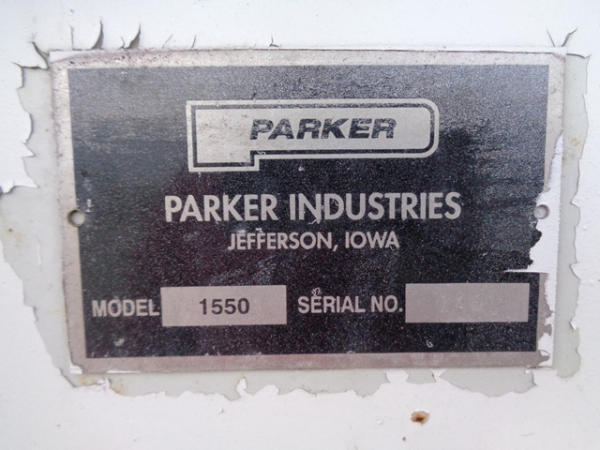 PARKER
PARKER INDUSTRIES
JEFFERSON, IOWA
MODEL 1550 SERIAL NO.